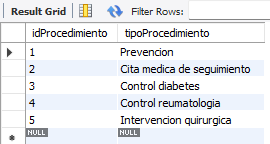 Result Grid Filter Rows:
idProcedimiento tipoProcedimiento
1 Prevencion
2 Cita medica de seguimiento
3 Control diabetes
4 Control reumatologia
5 Intervencion quirurgica
NULL NULL